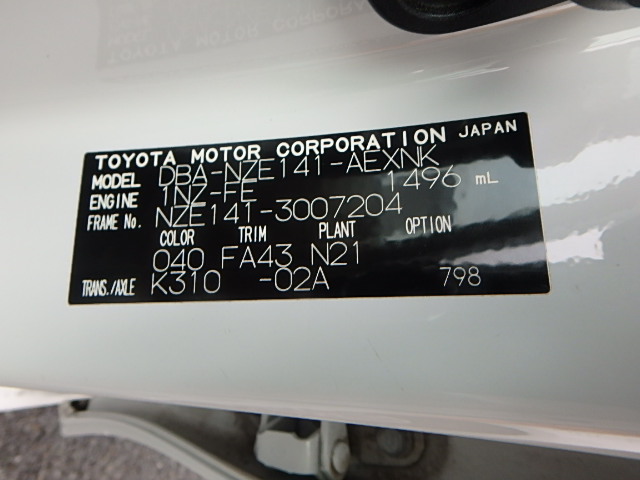 TOYOTA MOTOR CORPORATION JAPAN
MODEL DBA-NZE141-AEXNK
ENGINE 1NZ-FE 1496 mL
FRAME No. NZE141-3007204
COLOR TRIM PLANT OPTION
040 FA43 N21
TRANS./AXLE K310 -02A 798